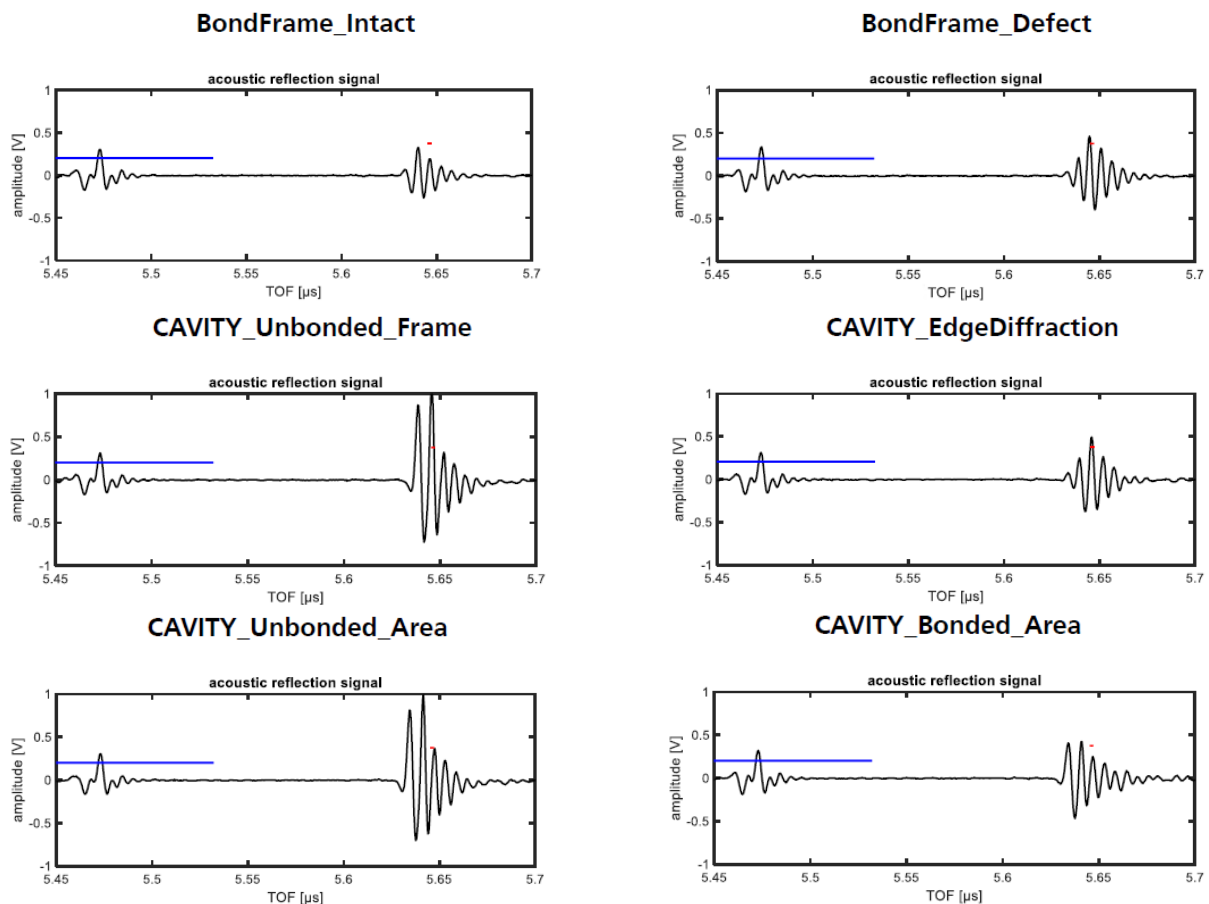 BondFrame_Intact
BondFrame_Defect
acoustic reflection signal
1
0.5
0
-0.5
-1
amplitude [V]
5.45 5.5 5.55 5.6 5.65 5.7
TOF [µs]
acoustic reflection signal
1
0.5
0
-0.5
-1
amplitude [V]
5.45 5.5 5.55 5.6 5.65 5.7
TOF [µs]
CAVITY_Unbonded_Frame
CAVITY_EdgeDiffraction
acoustic reflection signal
1
0.5
0
-0.5
-1
amplitude [V]
5.45 5.5 5.55 5.6 5.65 5.7
TOF [µs]
acoustic reflection signal
1
0.5
0
-0.5
-1
amplitude [V]
5.45 5.5 5.55 5.6 5.65 5.7
TOF [µs]
CAVITY_Unbonded_Area
CAVITY_Bonded_Area
acoustic reflection signal
1
0.5
0
-0.5
-1
amplitude [V]
5.45 5.5 5.55 5.6 5.65 5.7
TOF [µs]
acoustic reflection signal
1
0.5
0
-0.5
-1
amplitude [V]
5.45 5.5 5.55 5.6 5.65 5.7
TOF [µs]